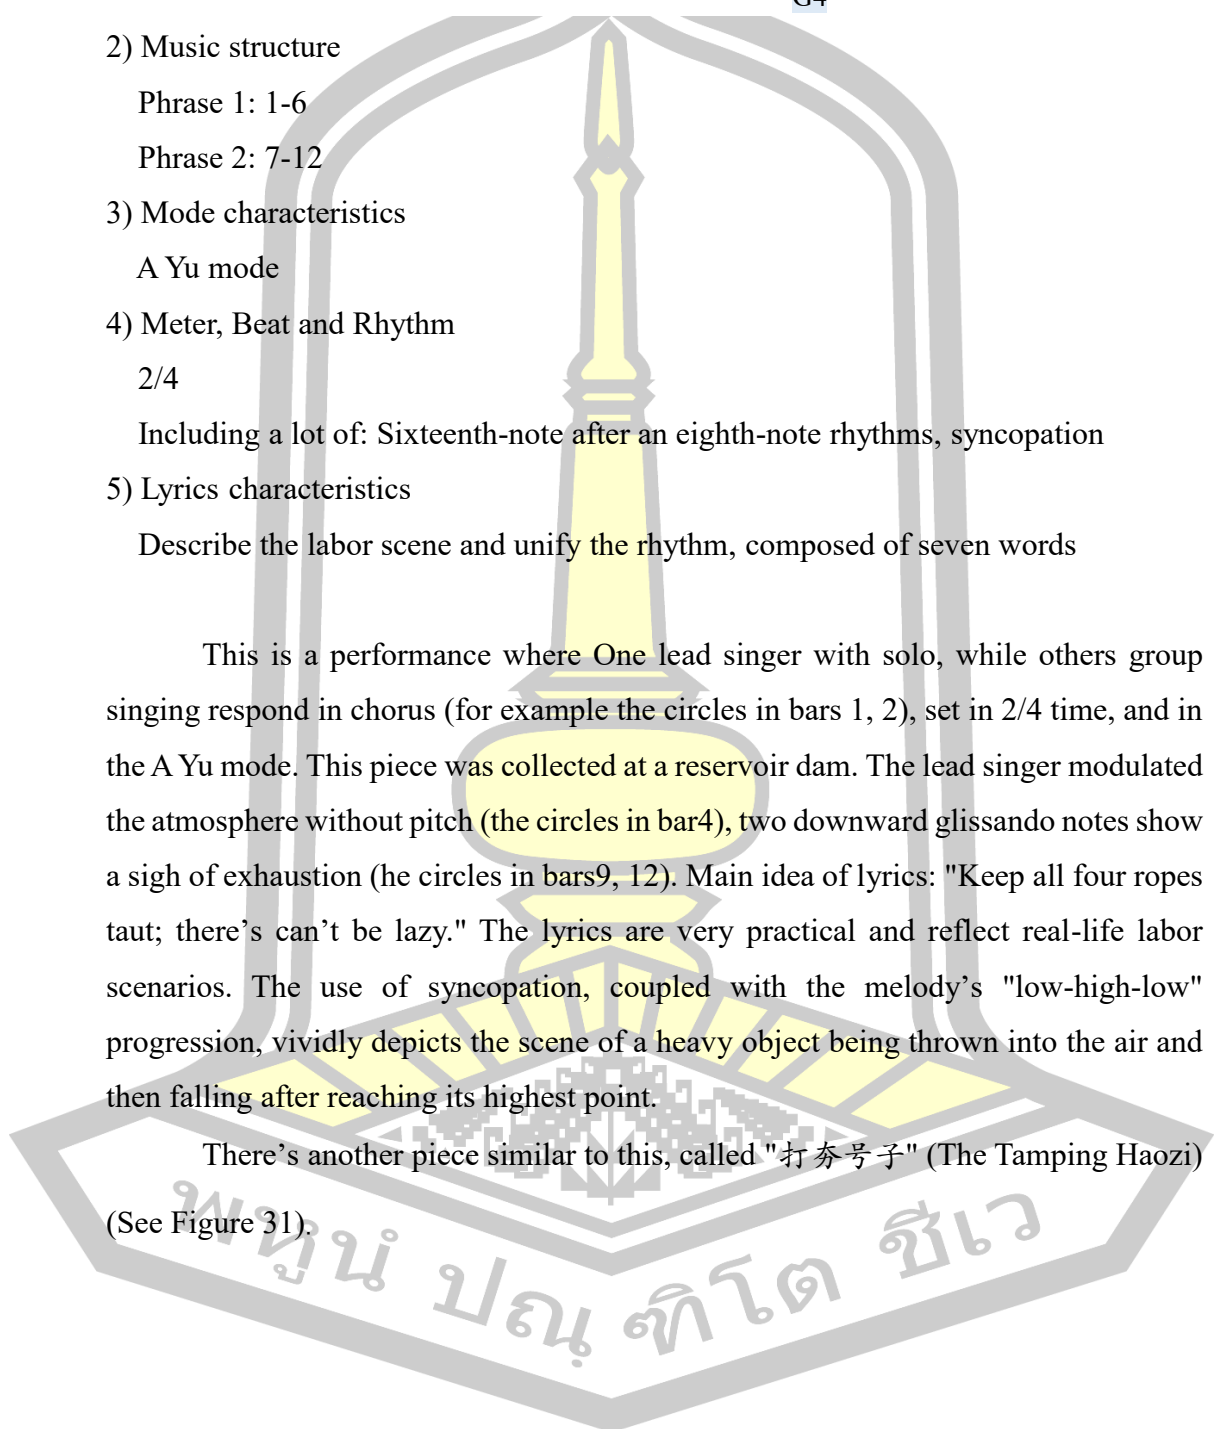 G4
2) Music structure
Phrase 1: 1-6
Phrase 2: 7-12
3) Mode characteristics
A Yu mode
4) Meter, Beat and Rhythm
2/4
Including a lot of: Sixteenth-note after an eighth-note rhythms, syncopation
5) Lyrics characteristics
Describe the labor scene and unify the rhythm, composed of seven words
This is a performance where One lead singer with solo, while others group
singing respond in chorus (for example the circles in bars 1, 2), set in 2/4 time, and in
the A Yu mode. This piece was collected at a reservoir dam. The lead singer modulated
the atmosphere without pitch (the circles in bar4), two downward glissando notes show
a sigh of exhaustion (he circles in bars9, 12). Main idea of lyrics: "Keep all four ropes
taut; there’s can’t be lazy." The lyrics are very practical and reflect real-life labor
scenarios. The use of syncopation, coupled with the melody’s "low-high-low"
progression, vividly depicts the scene of a heavy object being thrown into the air and
then falling after reaching its highest point.
There’s another piece similar to this, called "打夯号子" (The Tamping Haozi)
(See Figure 31).
พหูนํ ปณฺฑิโต ชีเว